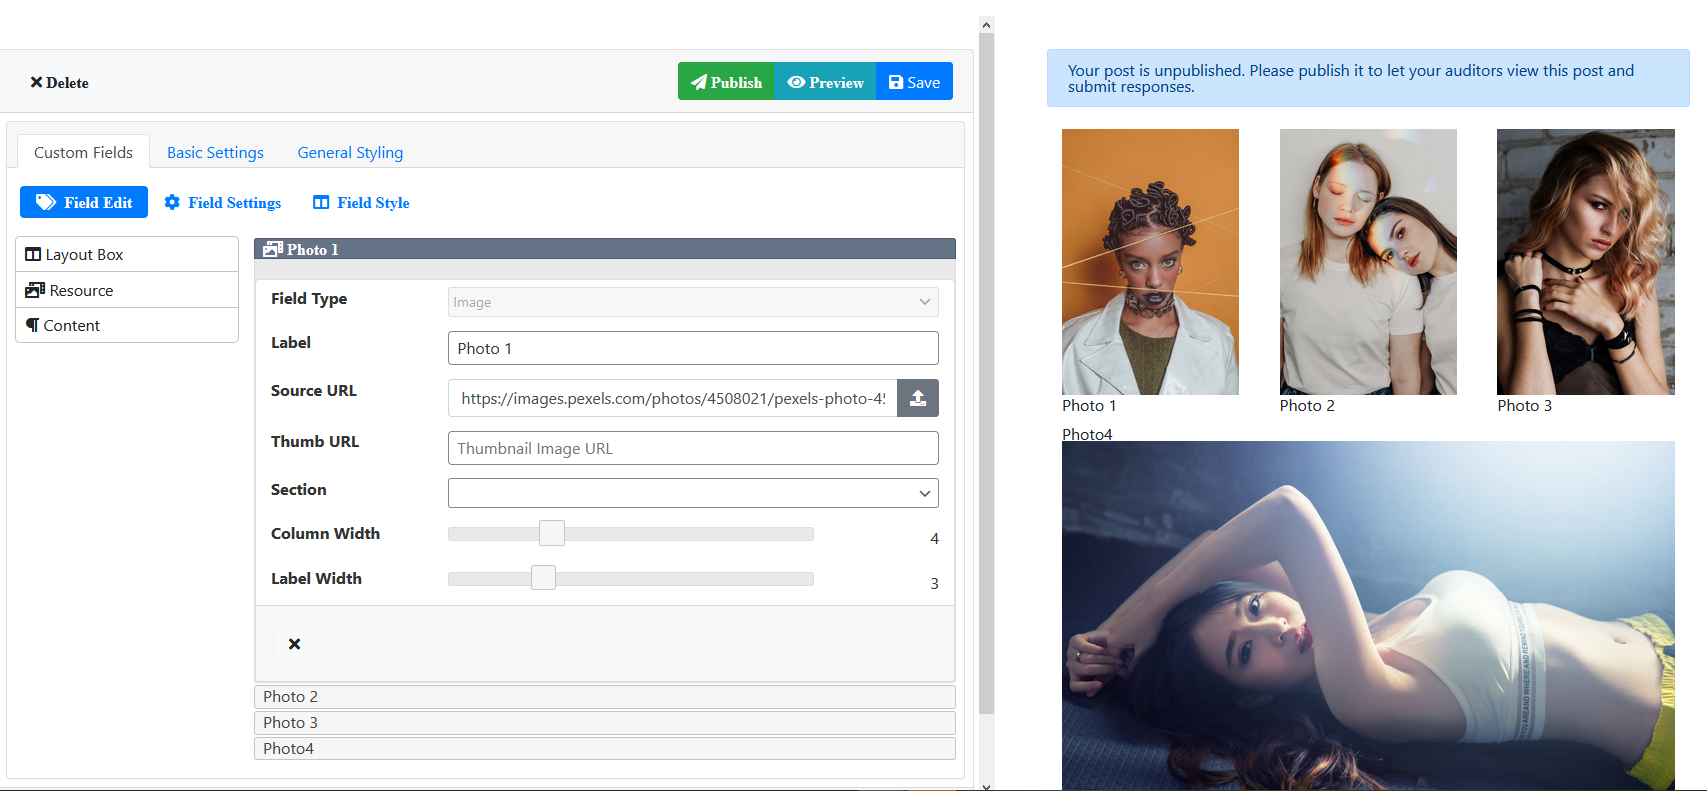 Delete
Publish
Preview
Save
Custom Fields
Basic Settings
General Styling
Field Edit
Field Settings
Field Style
Layout Box
Resource
Content
Photo 1
Field Type
Image
Label
Photo 1
Source URL
https://images.pexels.com/photos/4508021/pexels-photo-45
Thumb URL
Thumbnail Image URL
Section
Column Width
4
Label Width
3
Photo 2
Photo 3
Photo4
Your post is unpublished. Please publish it to let your auditors view this post and
submit responses.
Photo 1
Photo 2
Photo 3
Photo4